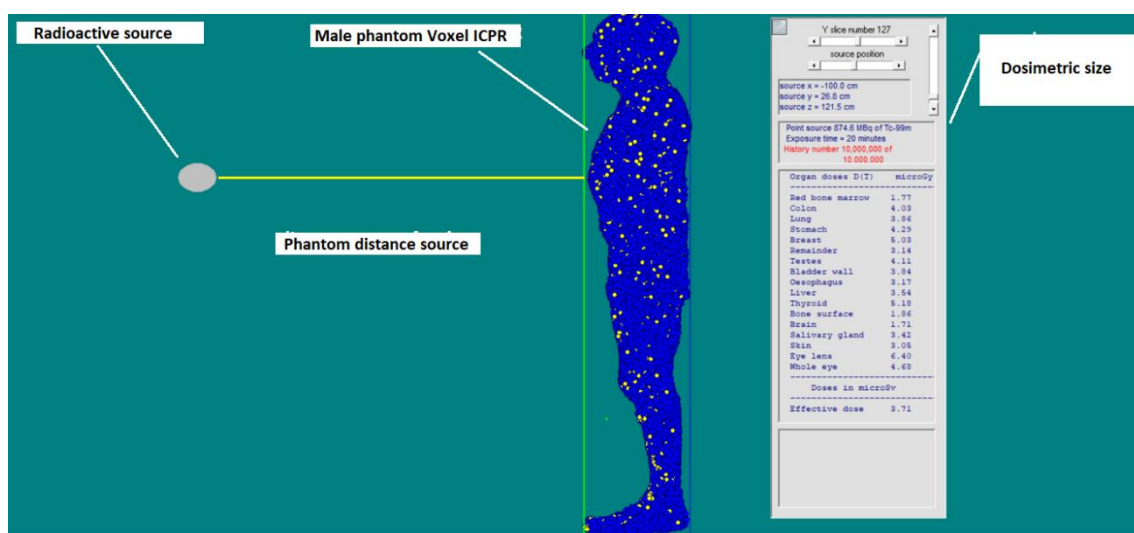 Radioactive source
Male phantom Voxel ICPR
Phantom distance source
Dosimetric size
'Y' slice number 127
source position
source x = -100.0 cm
source y = 26.8 cm
source z = 121.5 cm
Point source 874.6 MBq of Tc-99m
Exposure time = 20 minutes
History number 10,000,000 of
10.000.000
Organ doses D(T) microGy
Red bone marrow 1.77
Colon 4.03
Lung 3.86
Stomach 4.29
Breast 5.03
Remainder 3.14
Testes 4.11
Bladder wall 3.84
Oesophagus 3.17
Liver 3.54
Thyroid 5.18
Bone surface 1.86
Brain 1.71
Salivary gland 3.42
Skin 3.05
Eye lens 6.40
Whole eye 4.68
Doses in microSv
Effective dose 3.71